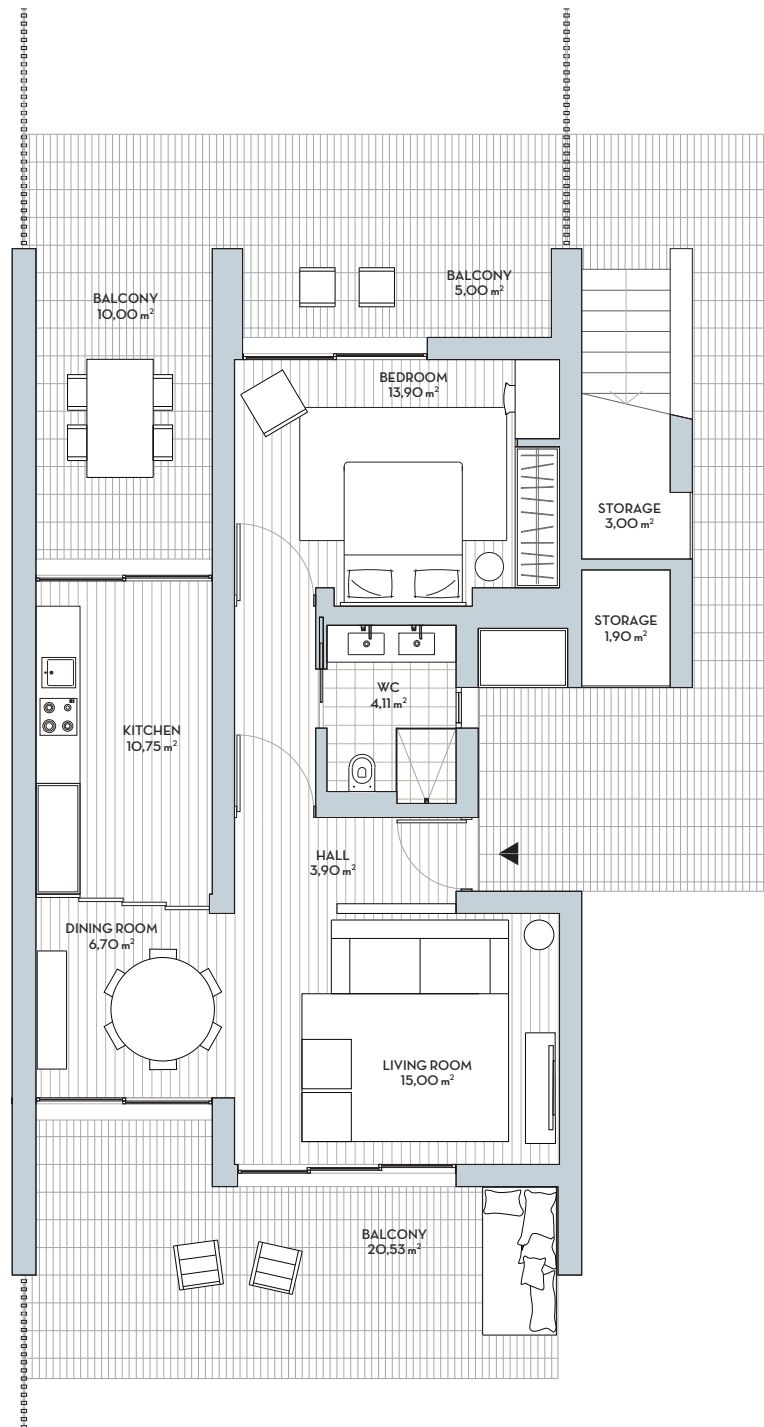 BALCONY
5,00 m²
BALCONY
10,00 m²
BEDROOM
13,90 m²
STORAGE
3,00 m²
STORAGE
1,90 m²
WC
4,11 m²
KITCHEN
10,75 m²
HALL
3,90 m²
DINING ROOM
6,70 m²
LIVING ROOM
15,00 m²
BALCONY
20,53 m²